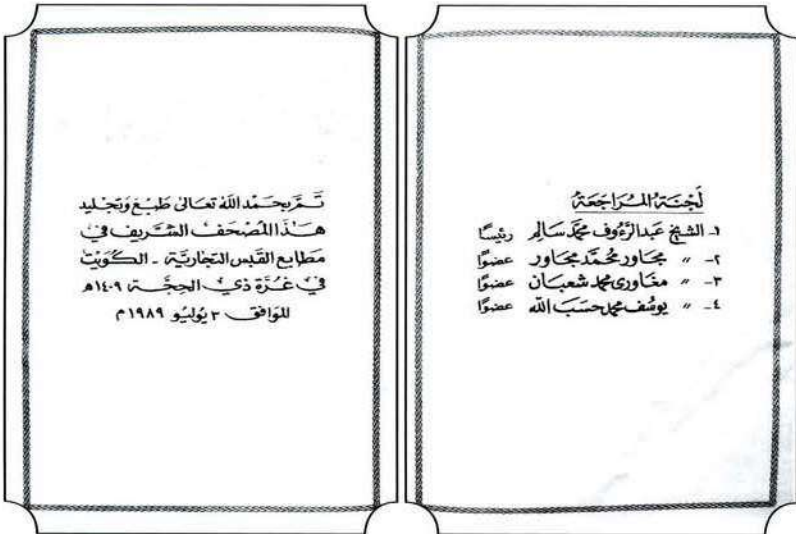 لجنة المراجعة
١- الشيخ عبد الرءوف محمد سالم رئيسًا
٢- " مجاور محمد مجاور عضوًا
٣- " مغاورى محمد شعبان عضوًا
٤- " يوسف محمد حسب الله عضوًا
تم بحمد الله تعالى طبع وتجليد
هذا المصحف الشريف في
مطابع القبس التجارية - الكويت
في غرة ذي الحجة ١٤٠٩هـ
الموافق ٣ يوليو ١٩٨٩م